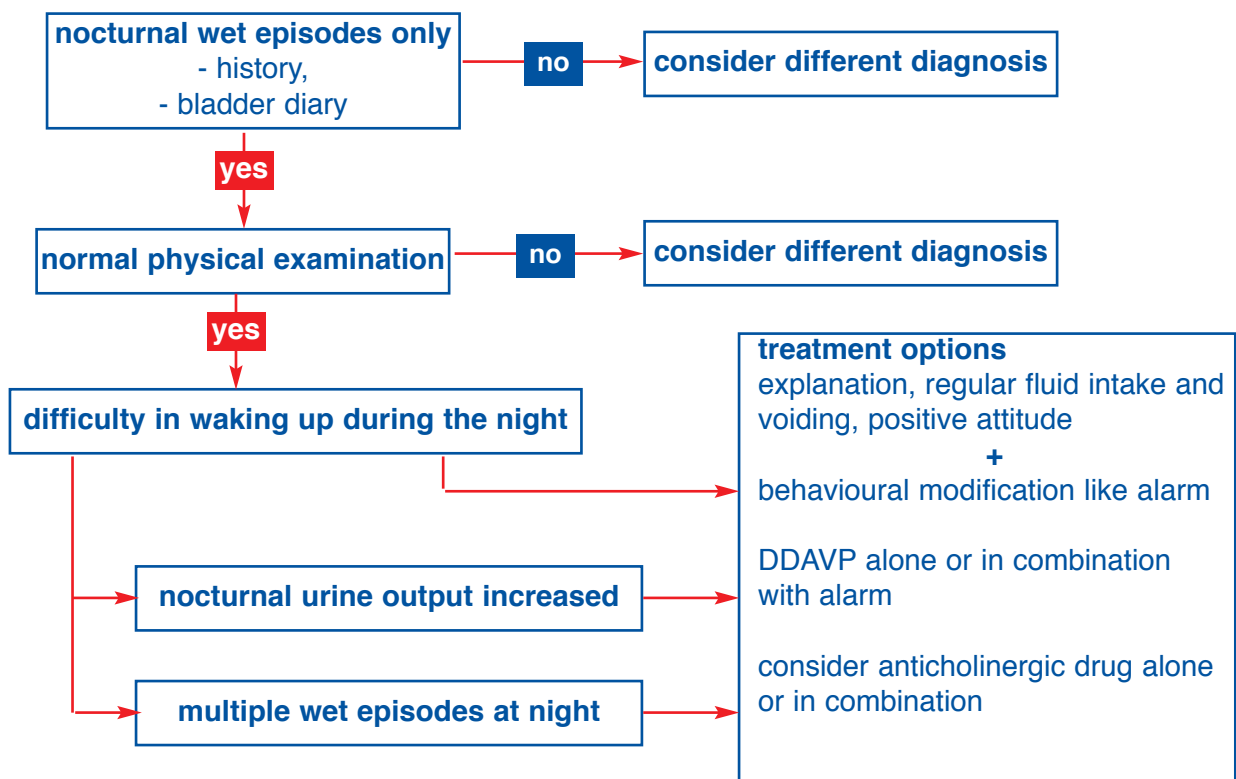 nocturnal wet episodes only
- history,
- bladder diary
no
consider different diagnosis
yes
normal physical examination
no
consider different diagnosis
yes
difficulty in waking up during the night
treatment options
explanation, regular fluid intake and
voiding, positive attitude
+
behavioural modification like alarm
nocturnal urine output increased
DDAVP alone or in combination
with alarm
multiple wet episodes at night
consider anticholinergic drug alone
or in combination